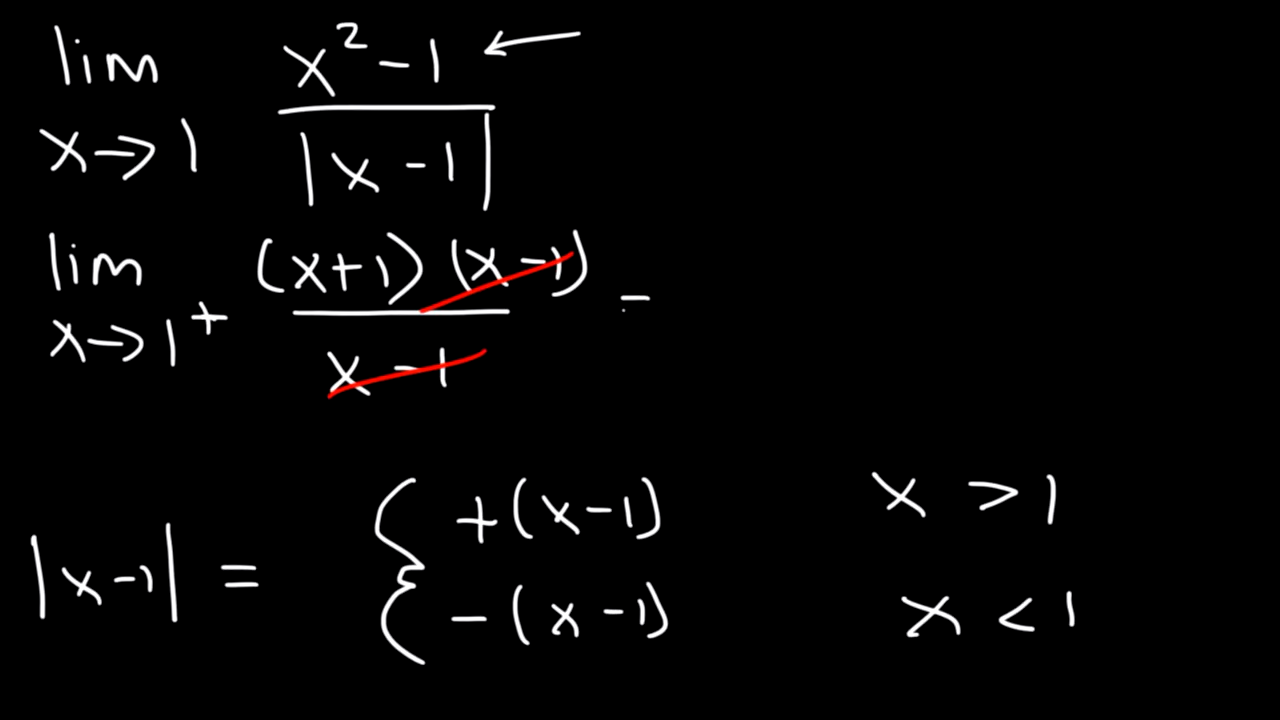 lim x→1 x² - 1 / |x - 1| ←
lim x→1⁺ (x+1)(x-1) / x - 1 =
|x-1| = { +(x-1) x > 1
-(x-1) x < 1